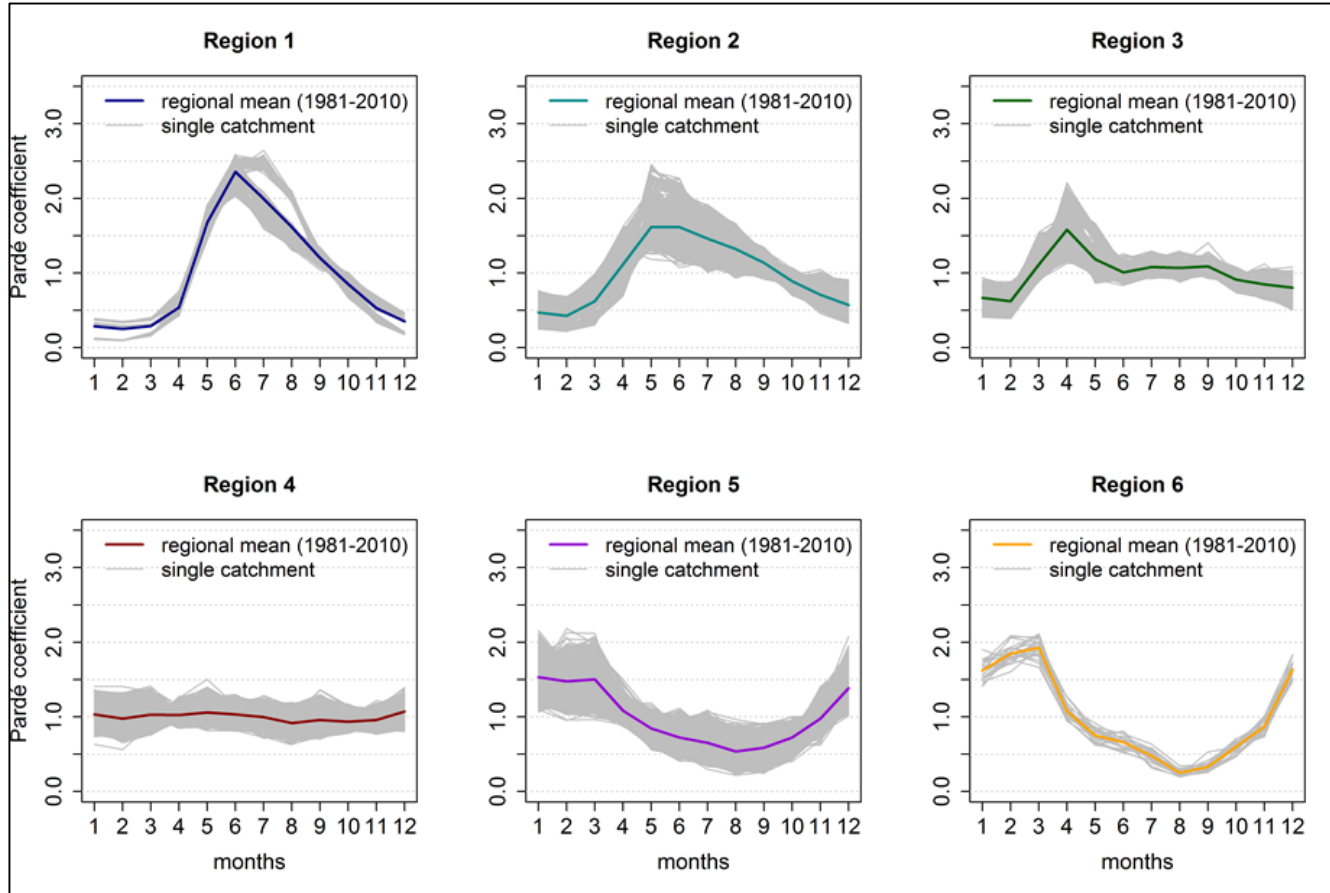 Region 1
Region 2
Region 3
Pardé coefficient
3.0
2.0
1.0
0.0
regional mean (1981-2010)
single catchment
1 2 3 4 5 6 7 8 9 10 11 12
3.0
2.0
1.0
0.0
regional mean (1981-2010)
single catchment
1 2 3 4 5 6 7 8 9 10 11 12
3.0
2.0
1.0
0.0
regional mean (1981-2010)
single catchment
1 2 3 4 5 6 7 8 9 10 11 12
Region 4
Region 5
Region 6
Pardé coefficient
3.0
2.0
1.0
0.0
regional mean (1981-2010)
single catchment
1 2 3 4 5 6 7 8 9 10 11 12
months
3.0
2.0
1.0
0.0
regional mean (1981-2010)
single catchment
1 2 3 4 5 6 7 8 9 10 11 12
months
3.0
2.0
1.0
0.0
regional mean (1981-2010)
single catchment
1 2 3 4 5 6 7 8 9 10 11 12
months